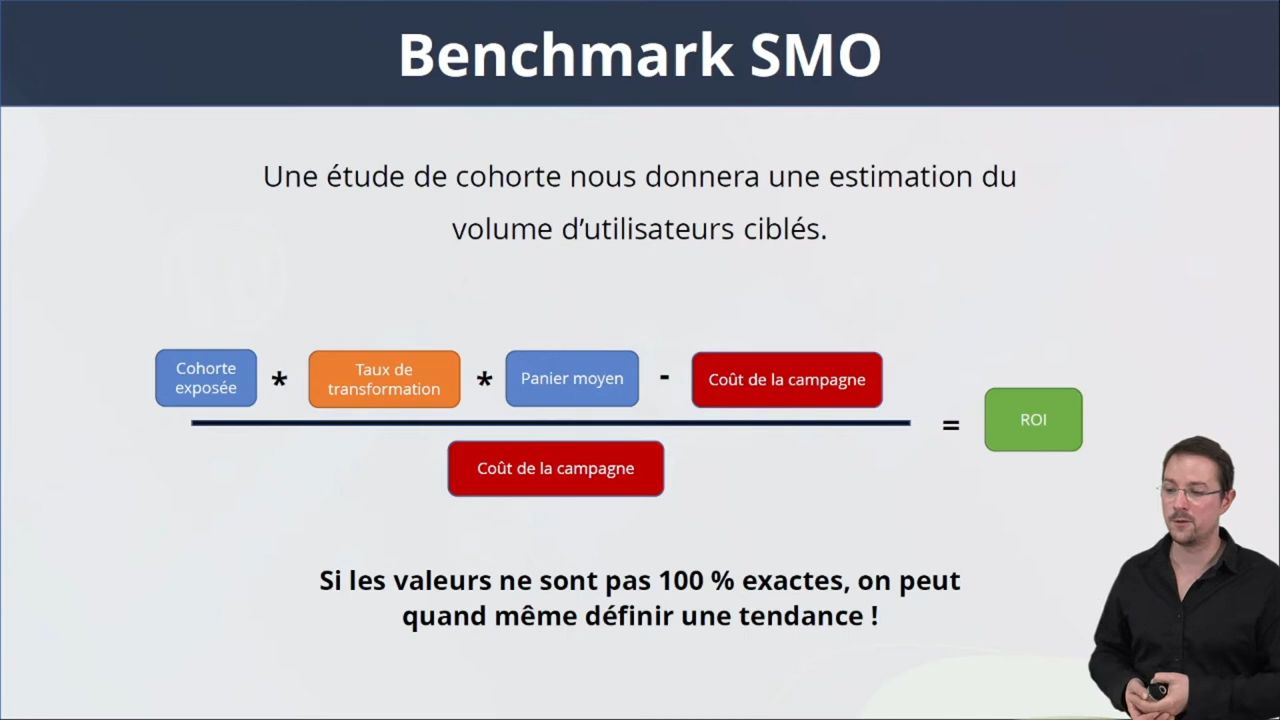 Benchmark SMO
Une étude de cohorte nous donnera une estimation du
volume d’utilisateurs ciblés.
Cohorte
exposée
*
Taux de
transformation
*
Panier moyen
-
Coût de la campagne
Coût de la campagne
=
ROI
Si les valeurs ne sont pas 100 % exactes, on peut
quand même définir une tendance !